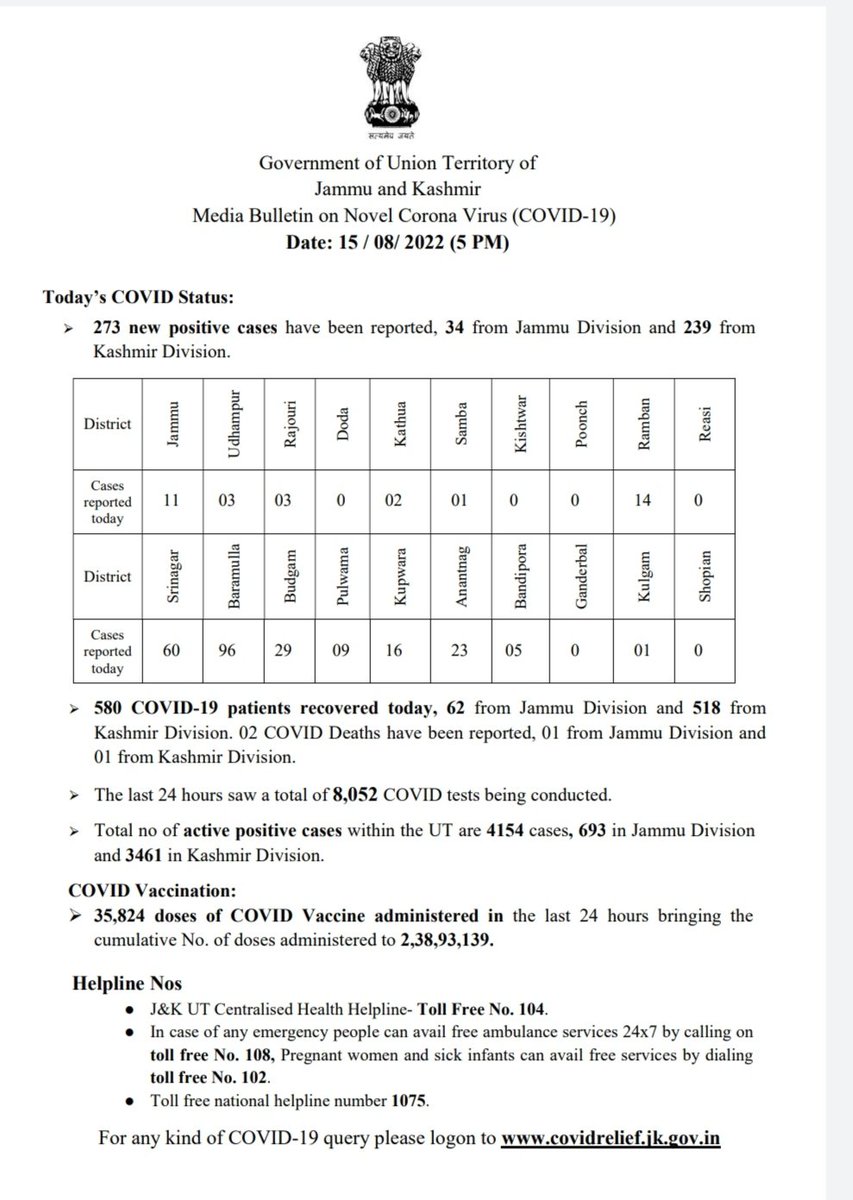 सत्यमेव जयते
Government of Union Territory of
Jammu and Kashmir
Media Bulletin on Novel Corona Virus (COVID-19)
Date: 15 / 08/ 2022 (5 PM)
Today’s COVID Status:
➢ 273 new positive cases have been reported, 34 from Jammu Division and 239 from
Kashmir Division.
District Jammu Udhampur Rajouri Doda Kathua Samba Kishtwar Poonch Ramban Reasi
Cases
reported
today 11 03 03 0 02 01 0 0 14 0
District Srinagar Baramulla Budgam Pulwama Kupwara Anantnag Bandipora Ganderbal Kulgam Shopian
Cases
reported
today 60 96 29 09 16 23 05 0 01 0
➢ 580 COVID-19 patients recovered today, 62 from Jammu Division and 518 from
Kashmir Division. 02 COVID Deaths have been reported, 01 from Jammu Division and
01 from Kashmir Division.
➢ The last 24 hours saw a total of 8,052 COVID tests being conducted.
➢ Total no of active positive cases within the UT are 4154 cases, 693 in Jammu Division
and 3461 in Kashmir Division.
COVID Vaccination:
➢ 35,824 doses of COVID Vaccine administered in the last 24 hours bringing the
cumulative No. of doses administered to 2,38,93,139.
Helpline Nos
● J&K UT Centralised Health Helpline- Toll Free No. 104.
● In case of any emergency people can avail free ambulance services 24x7 by calling on
toll free No. 108, Pregnant women and sick infants can avail free services by dialing
toll free No. 102.
● Toll free national helpline number 1075.
For any kind of COVID-19 query please logon to www.covidrelief.jk.gov.in